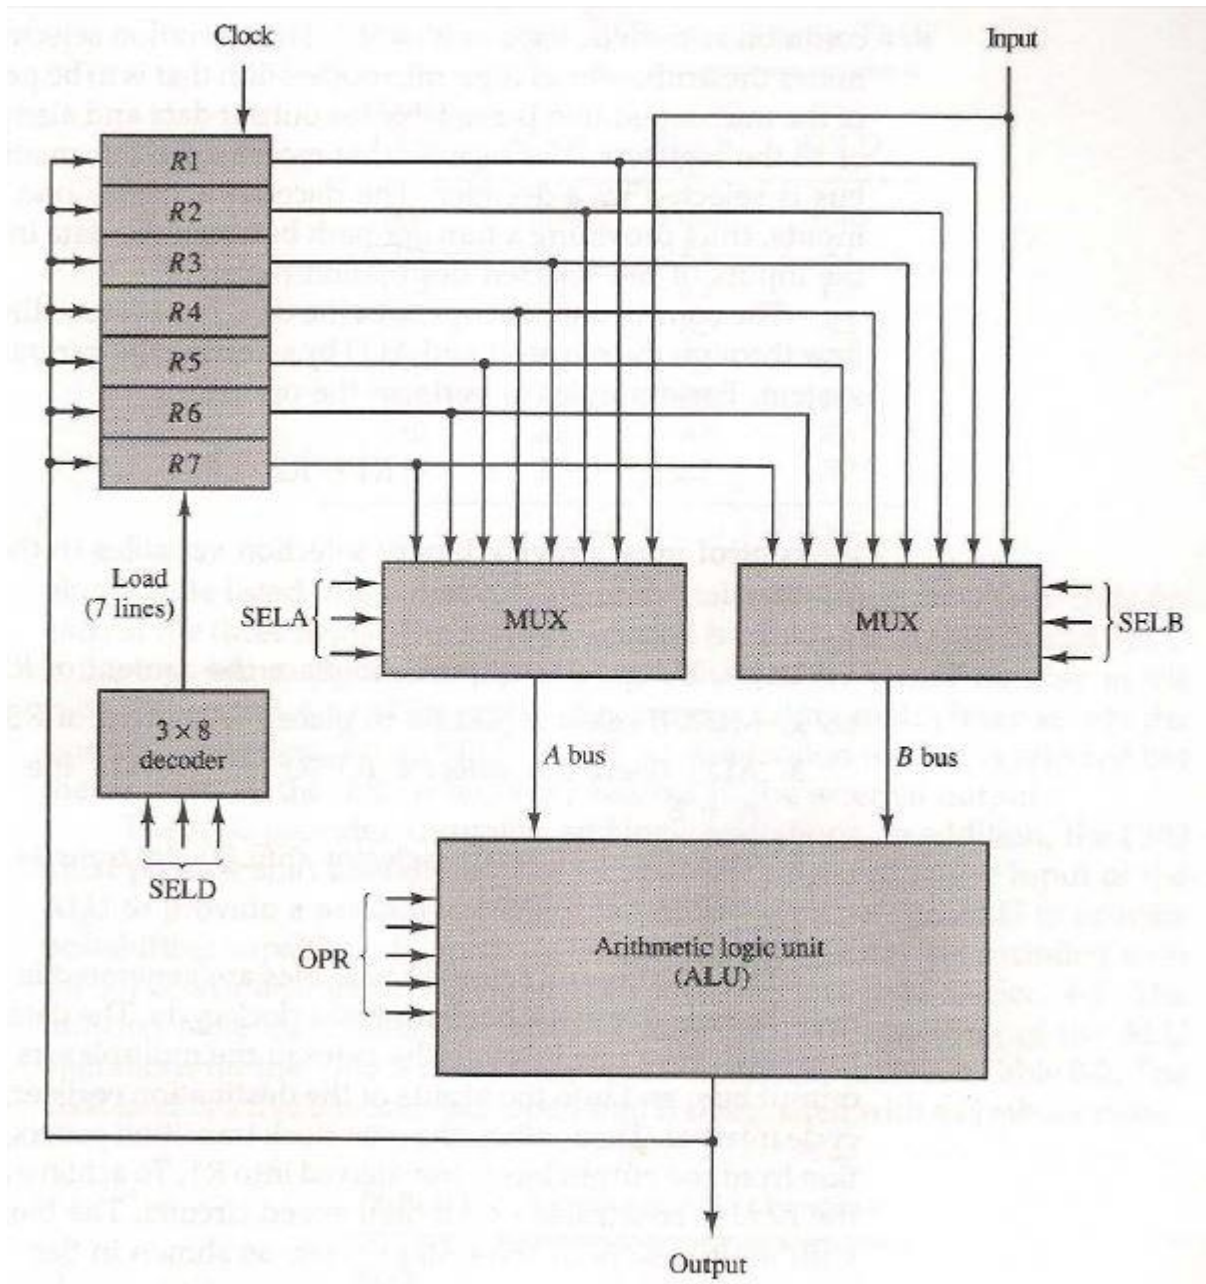 Clock
Input
R1
R2
R3
R4
R5
R6
R7
Load
(7 lines)
SELA
MUX
MUX
SELB
3 × 8
decoder
A bus
B bus
SELD
OPR
Arithmetic logic unit
(ALU)
Output